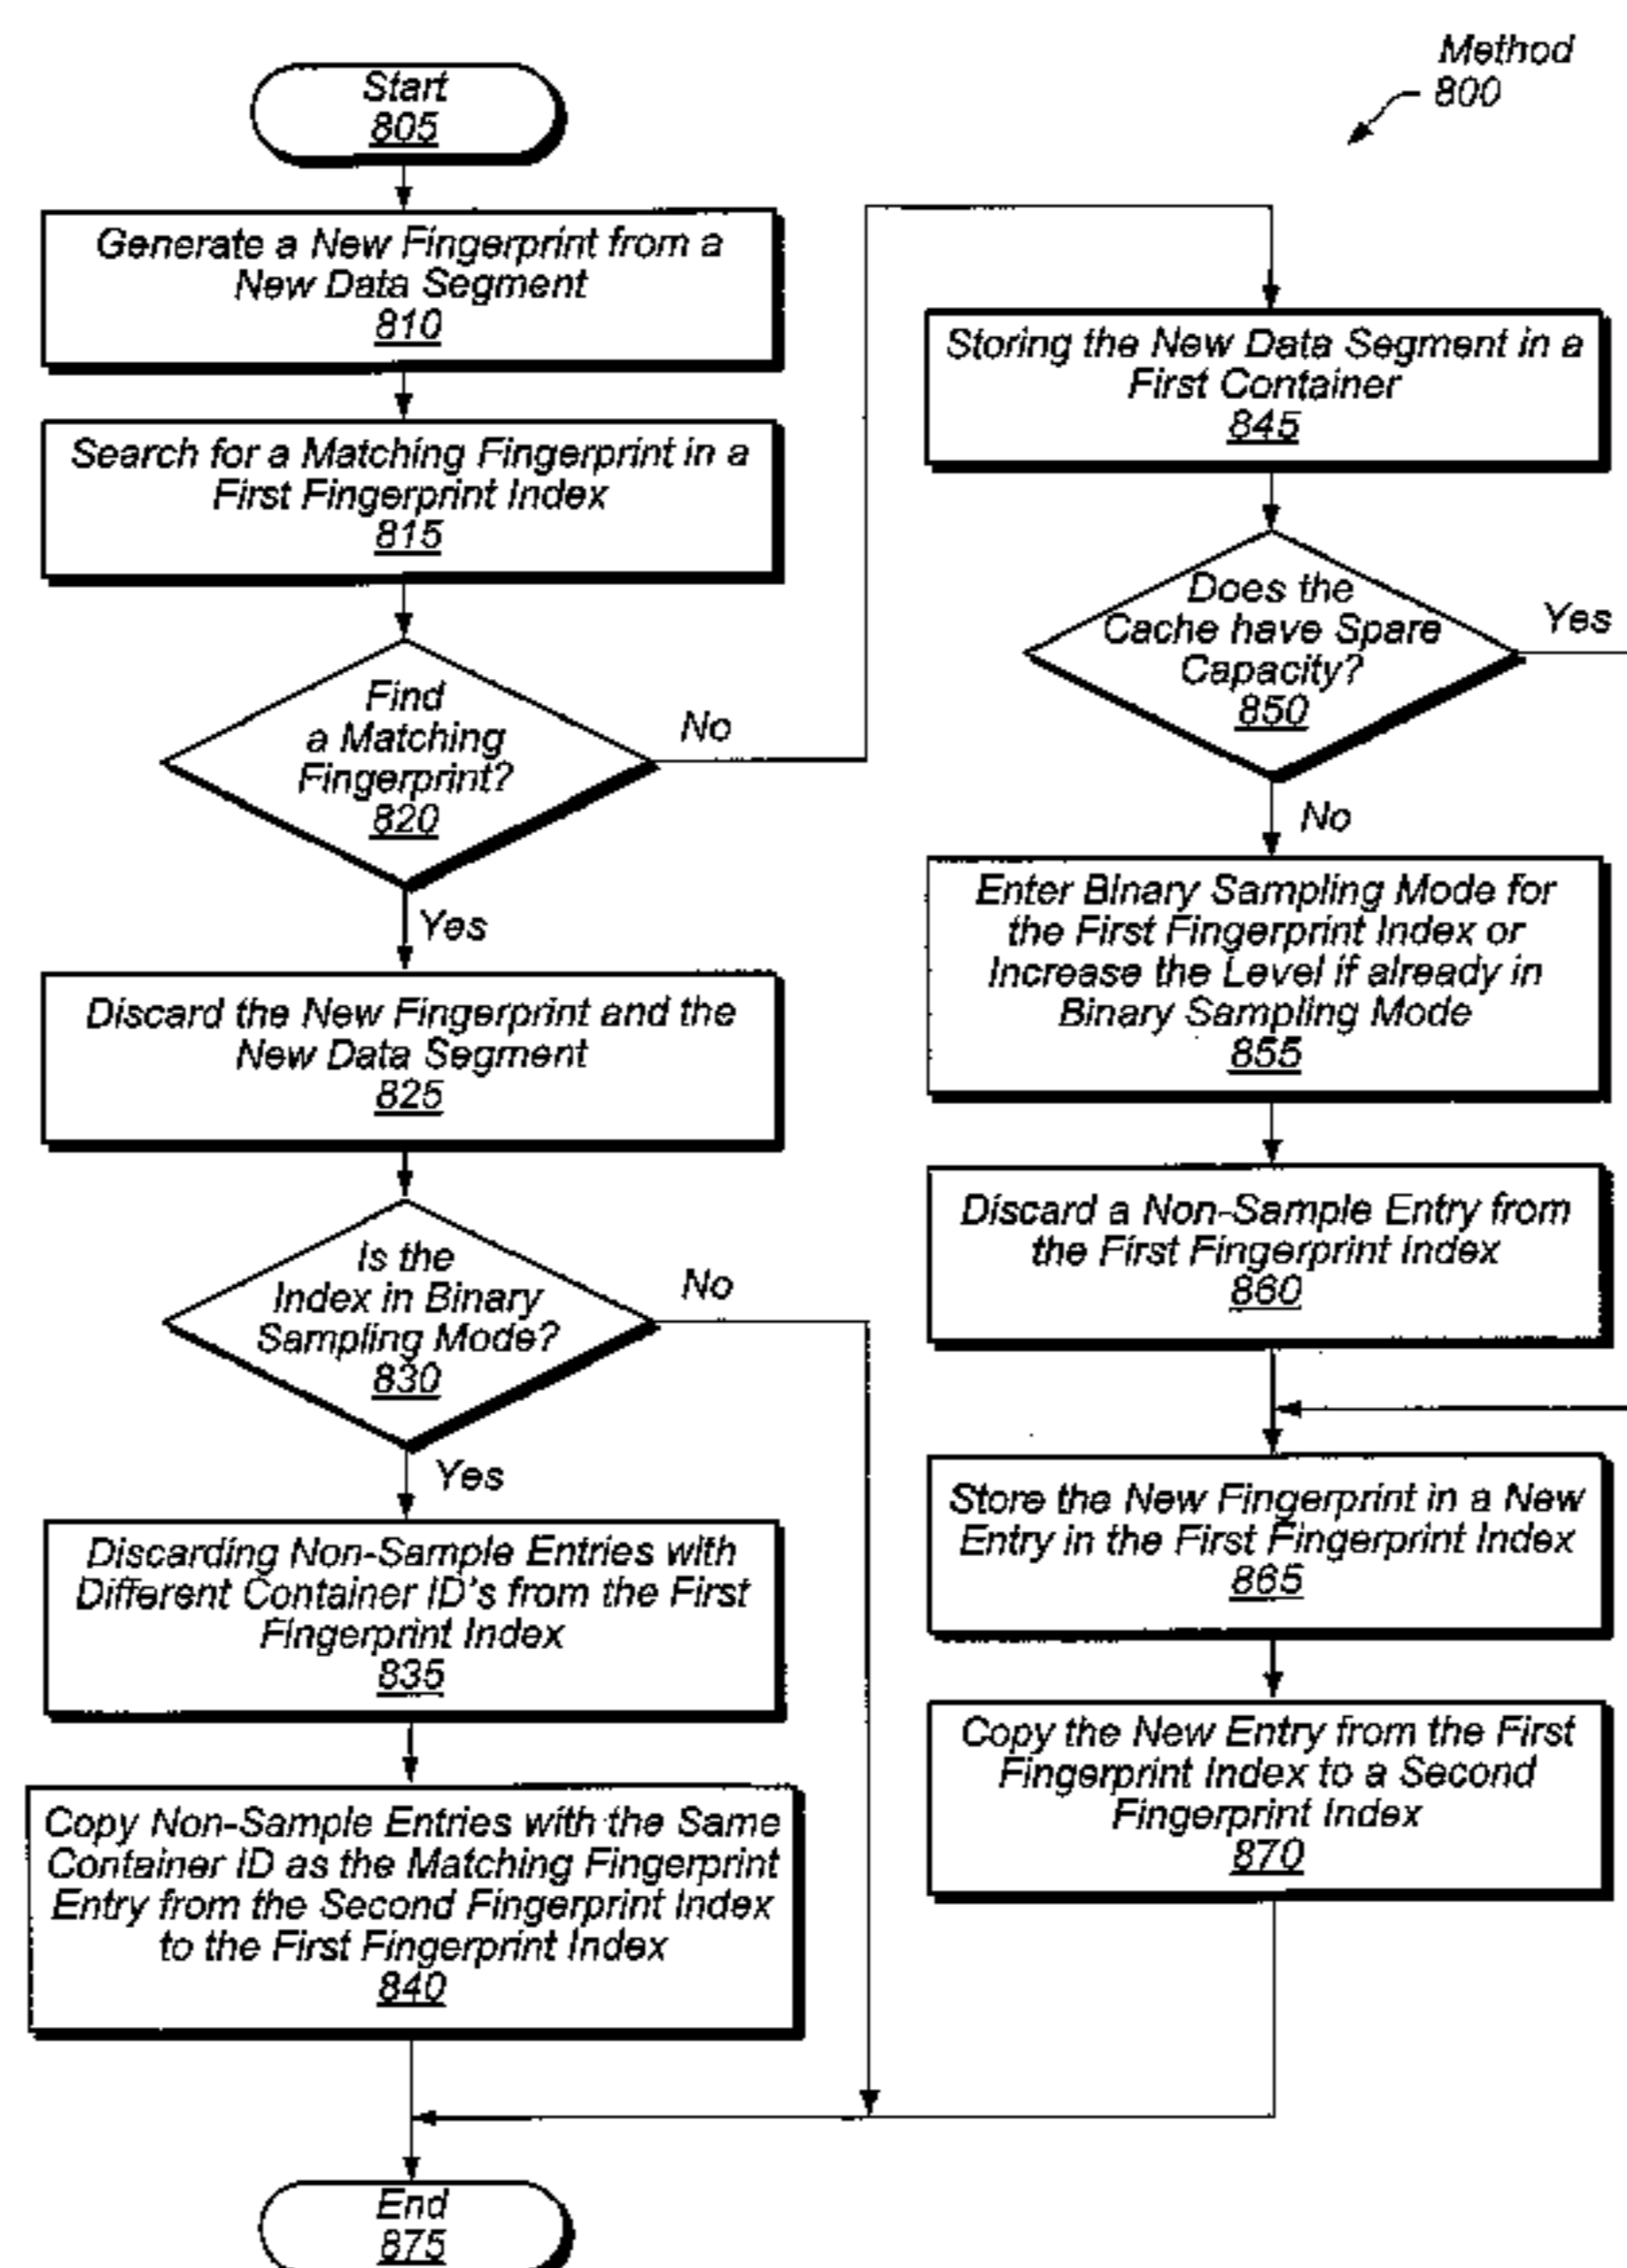 Method
800
Start
805
Generate a New Fingerprint from a
New Data Segment
810
Search for a Matching Fingerprint in a
First Fingerprint Index
815
Find
a Matching
Fingerprint?
820
No
Yes
Discard the New Fingerprint and the
New Data Segment
825
Is the
Index in Binary
Sampling Mode?
830
No
Yes
Discarding Non-Sample Entries with
Different Container ID's from the First
Fingerprint Index
835
Copy Non-Sample Entries with the Same
Container ID as the Matching Fingerprint
Entry from the Second Fingerprint Index
to the First Fingerprint Index
840
Storing the New Data Segment in a
First Container
845
Does the
Cache have Spare
Capacity?
850
Yes
No
Enter Binary Sampling Mode for
the First Fingerprint Index or
Increase the Level if already in
Binary Sampling Mode
855
Discard a Non-Sample Entry from
the First Fingerprint Index
860
Store the New Fingerprint in a New
Entry in the First Fingerprint Index
865
Copy the New Entry from the First
Fingerprint Index to a Second
Fingerprint Index
870
End
875